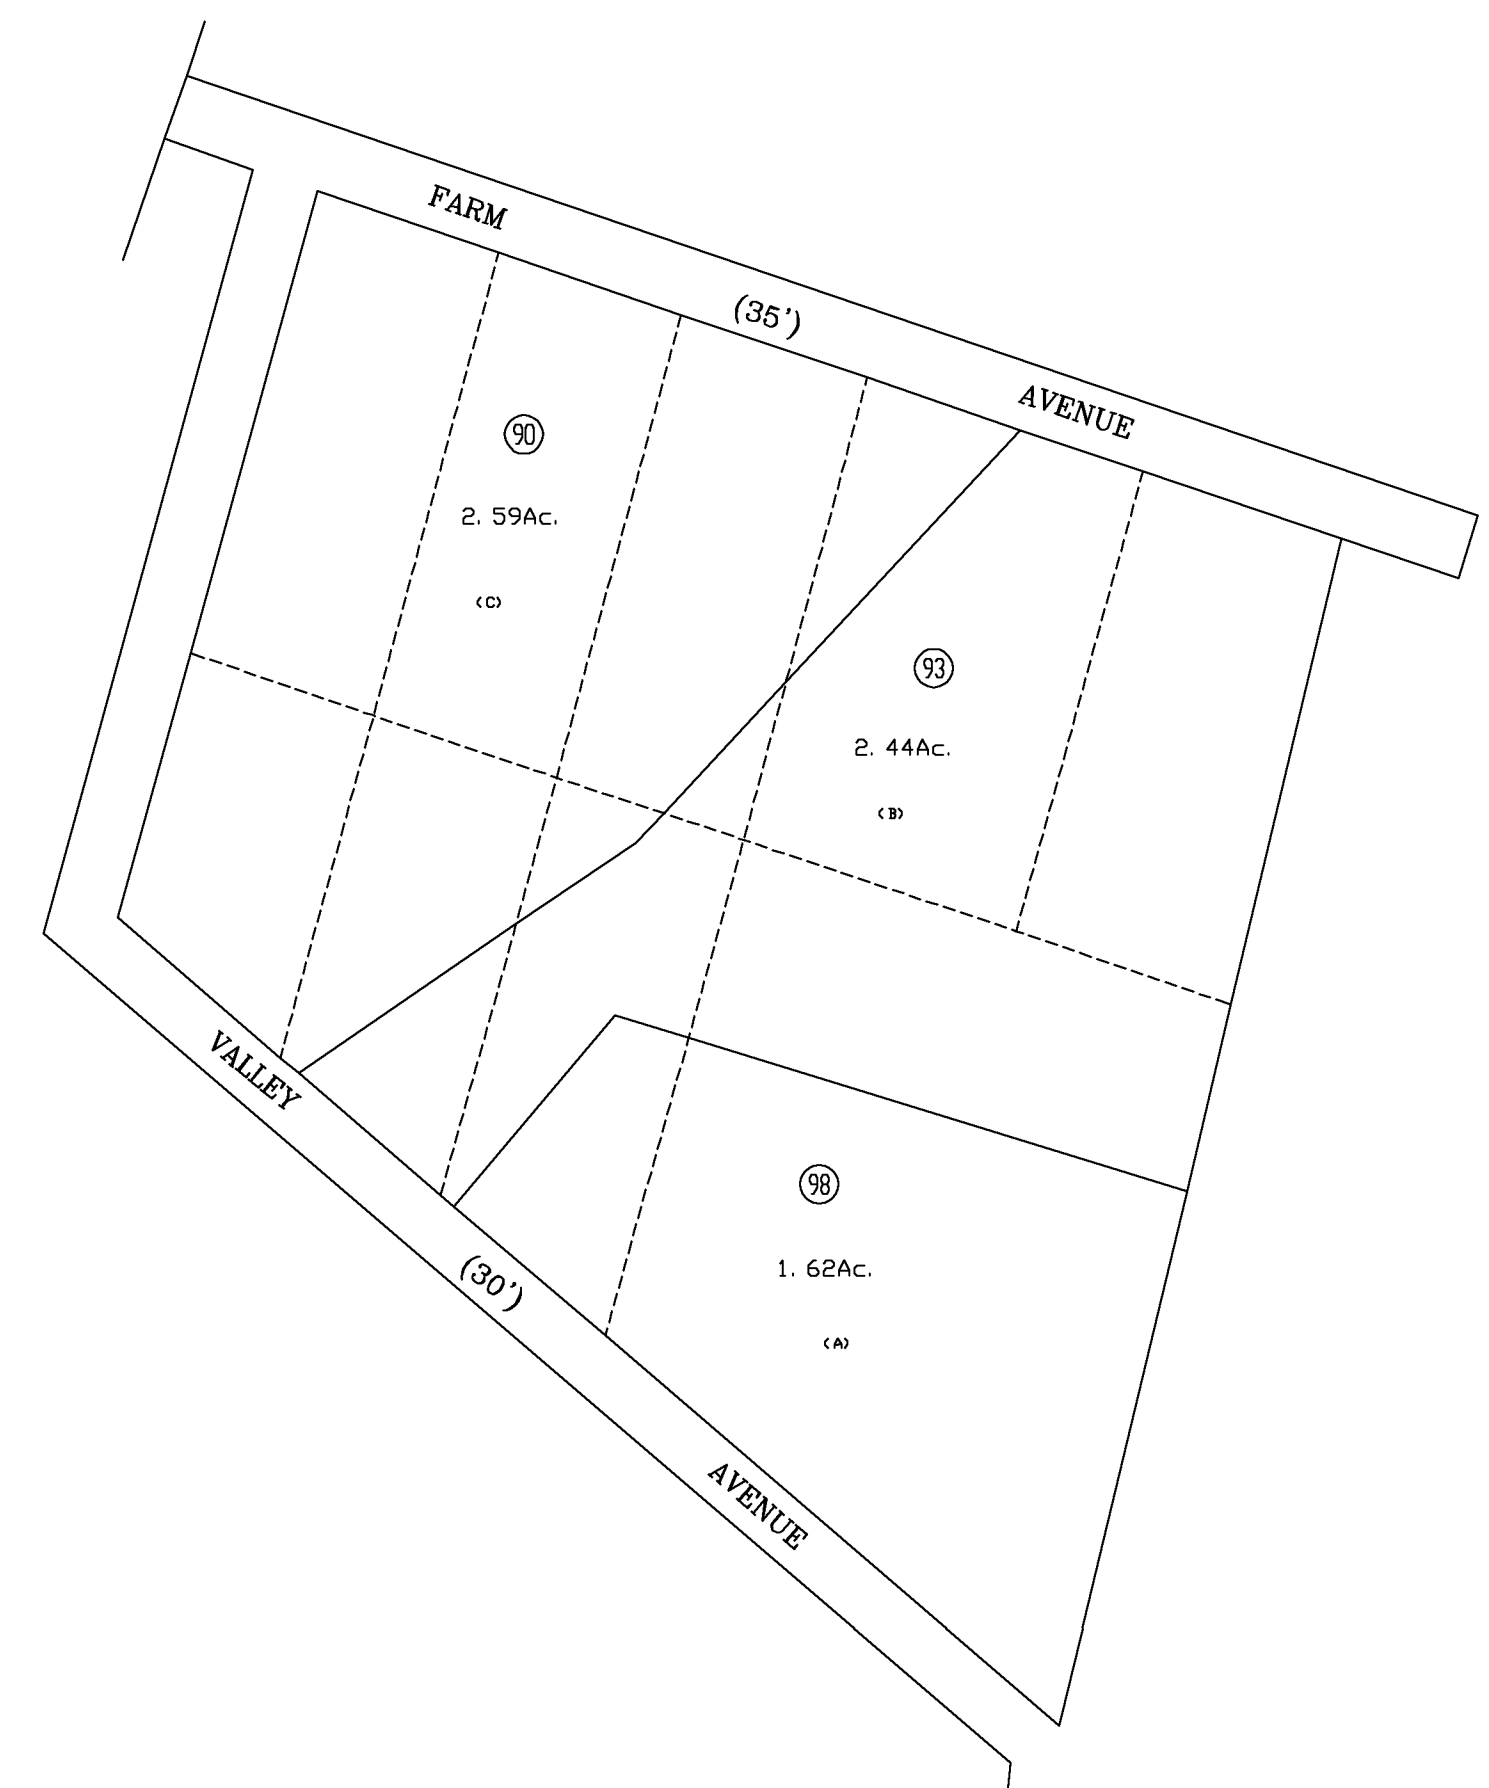 FARM
(35')
AVENUE
90
2. 59Ac.
(C)
93
2. 44Ac.
(B)
VALLEY
(30')
AVENUE
98
1. 62Ac.
(A)